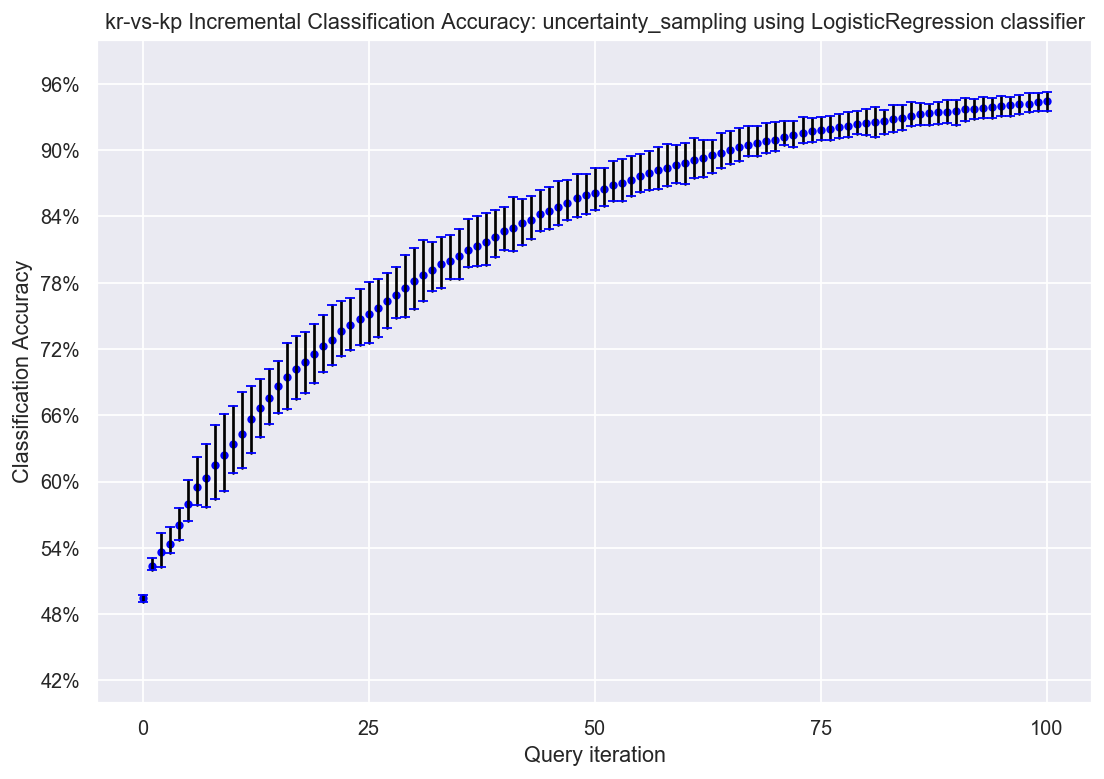 kr-vs-kp Incremental Classification Accuracy: uncertainty_sampling using LogisticRegression classifier
96%
90%
84%
78%
72%
66%
60%
54%
48%
42%
Classification Accuracy
0 25 50 75 100
Query iteration